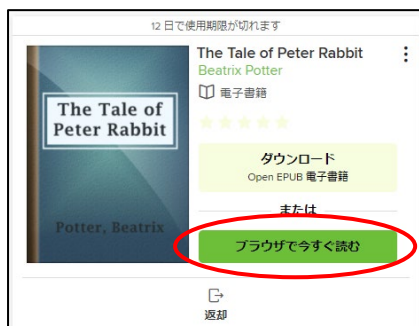 12 日で使用期限が切れます
The Tale of
Peter Rabbit
Potter, Beatrix
The Tale of Peter Rabbit
Beatrix Potter
電子書籍
ダウンロード
Open EPUB 電子書籍
または
ブラウザで今すぐ読む
返却